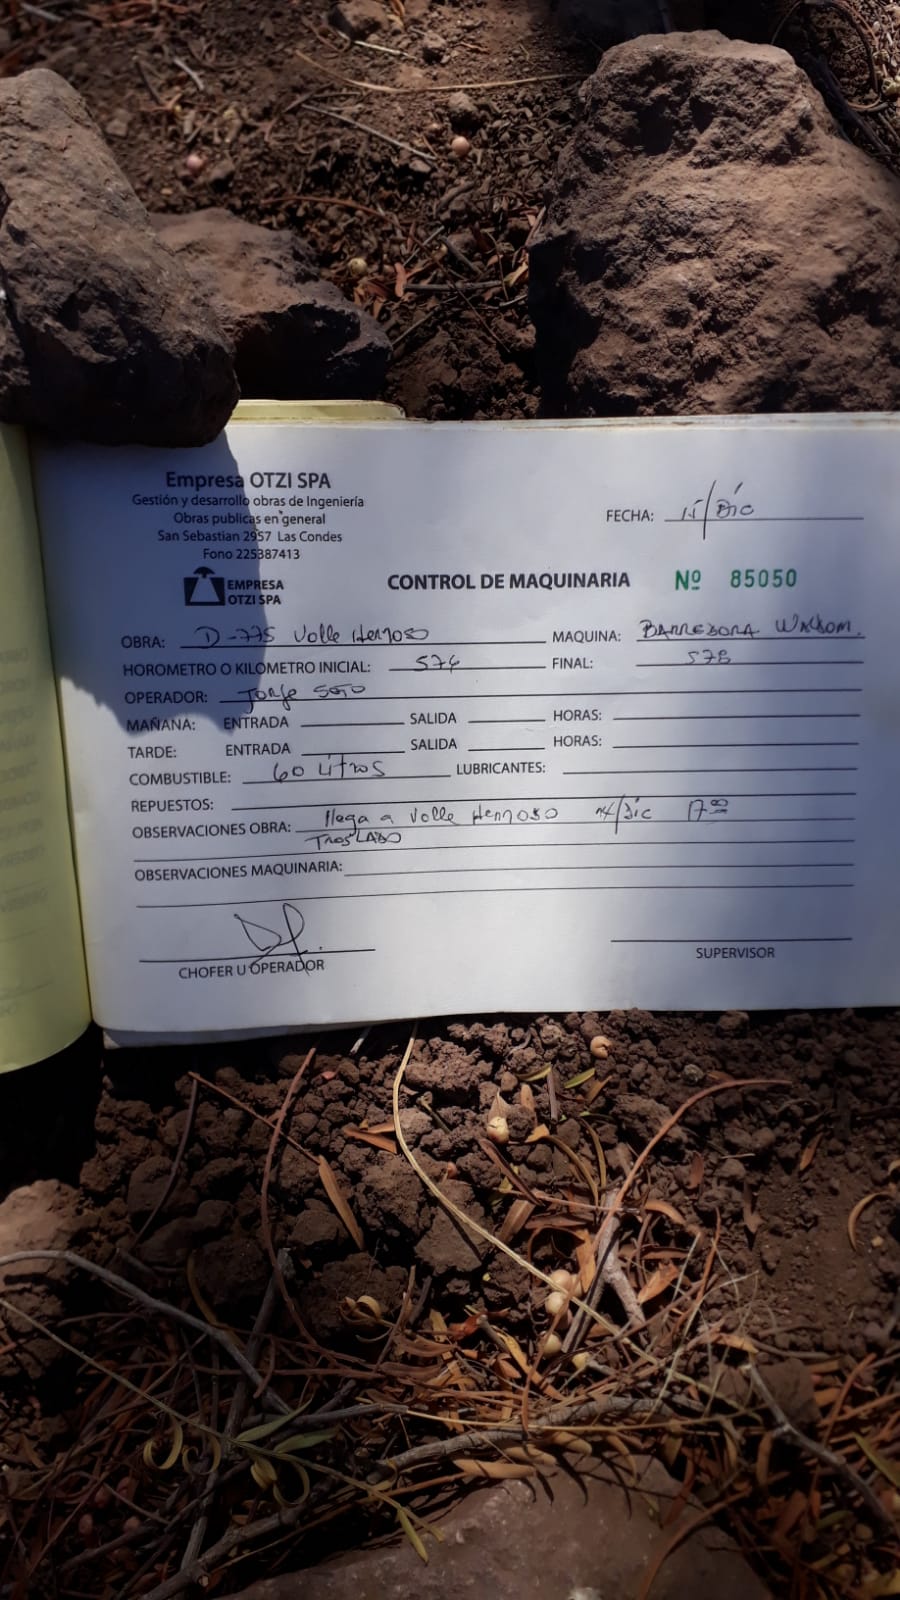 Empresa OTZI SPA
Gestión y desarrollo obras de Ingeniería
Obras publicas en general
San Sebastian 2957 Las Condes
Fono 225387413
EMPRESA
OTZI SPA
FECHA: 15/Dic
CONTROL DE MAQUINARIA Nº 85050
OBRA: D-775 Valle Hermoso MAQUINA: BARREDORA
HOROMETRO O KILOMETRO INICIAL: 574 FINAL: 578
OPERADOR: Jorge Soto
MAÑANA: ENTRADA SALIDA HORAS:
TARDE: ENTRADA SALIDA HORAS:
COMBUSTIBLE: 60 Litros LUBRICANTES:
REPUESTOS:
OBSERVACIONES OBRA: llega a Valle Hermoso 14/Dic 17:00
TRASLADO
OBSERVACIONES MAQUINARIA:
CHOFER U OPERADOR
SUPERVISOR